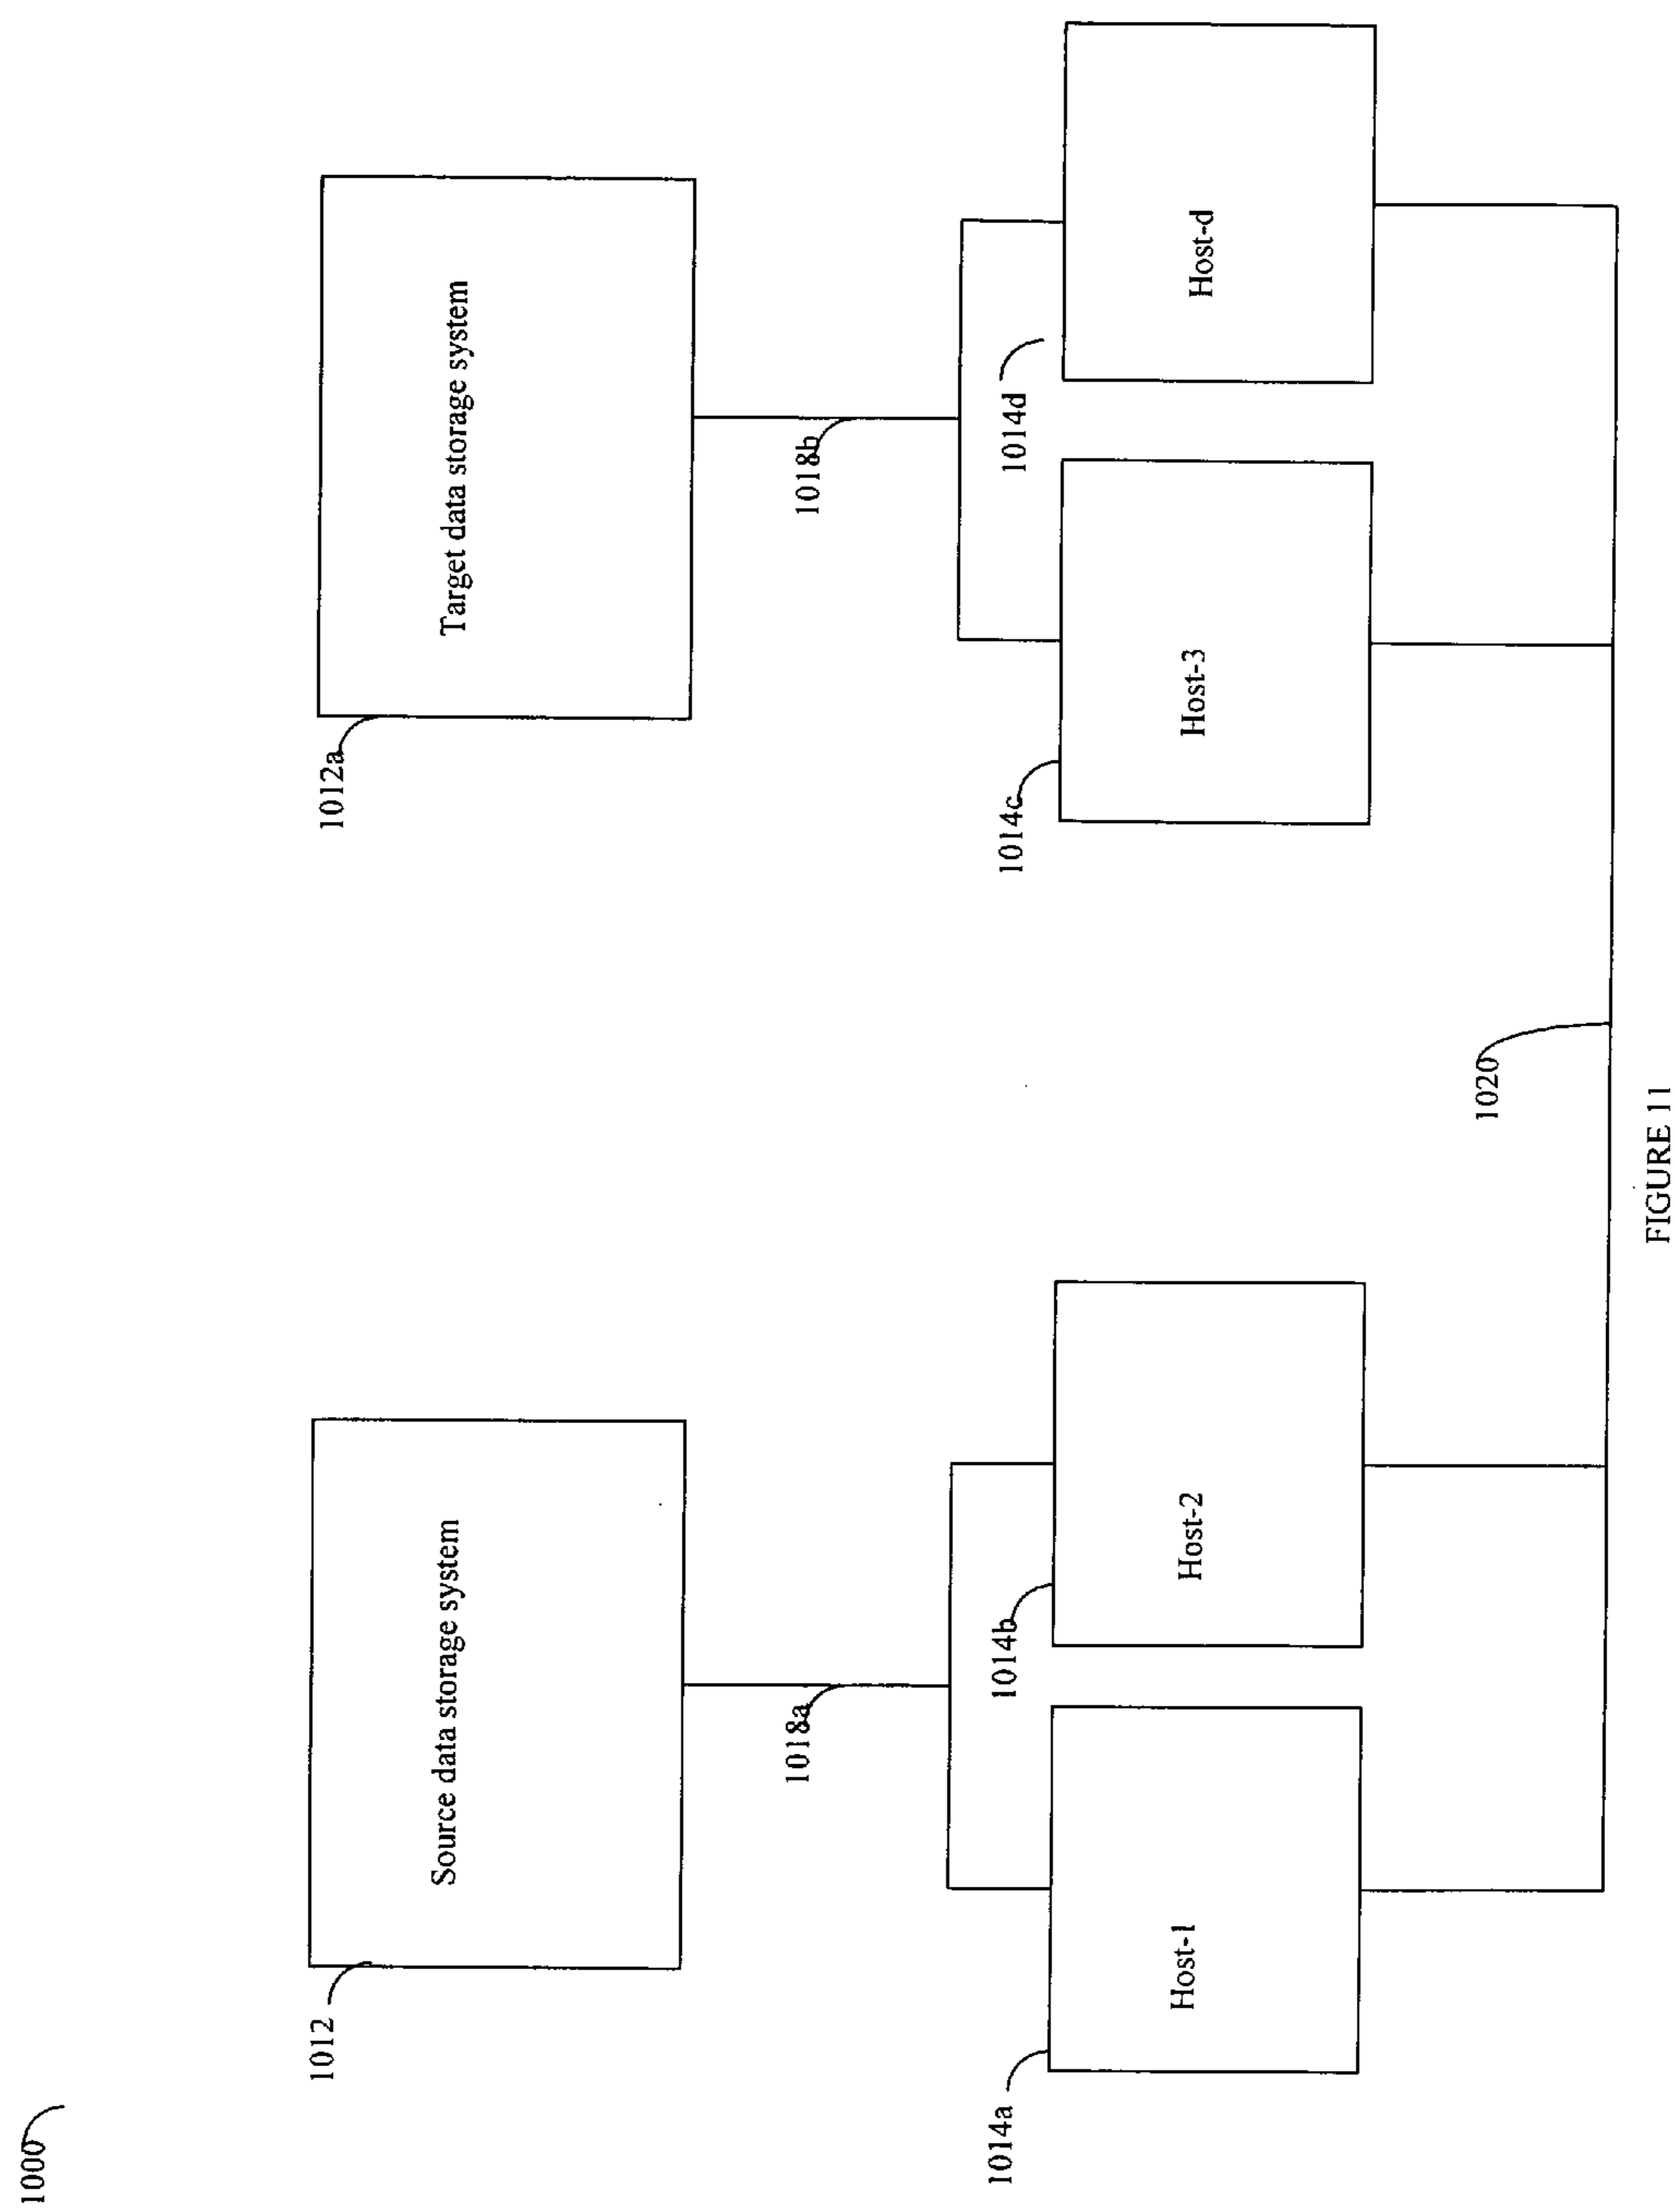 1000
1012
Source data storage system
1012a
Target data storage system
1018a
1018b
1014a
Host-1
1014b
Host-2
1014c
Host-3
1014d
Host-d
1020
FIGURE 11